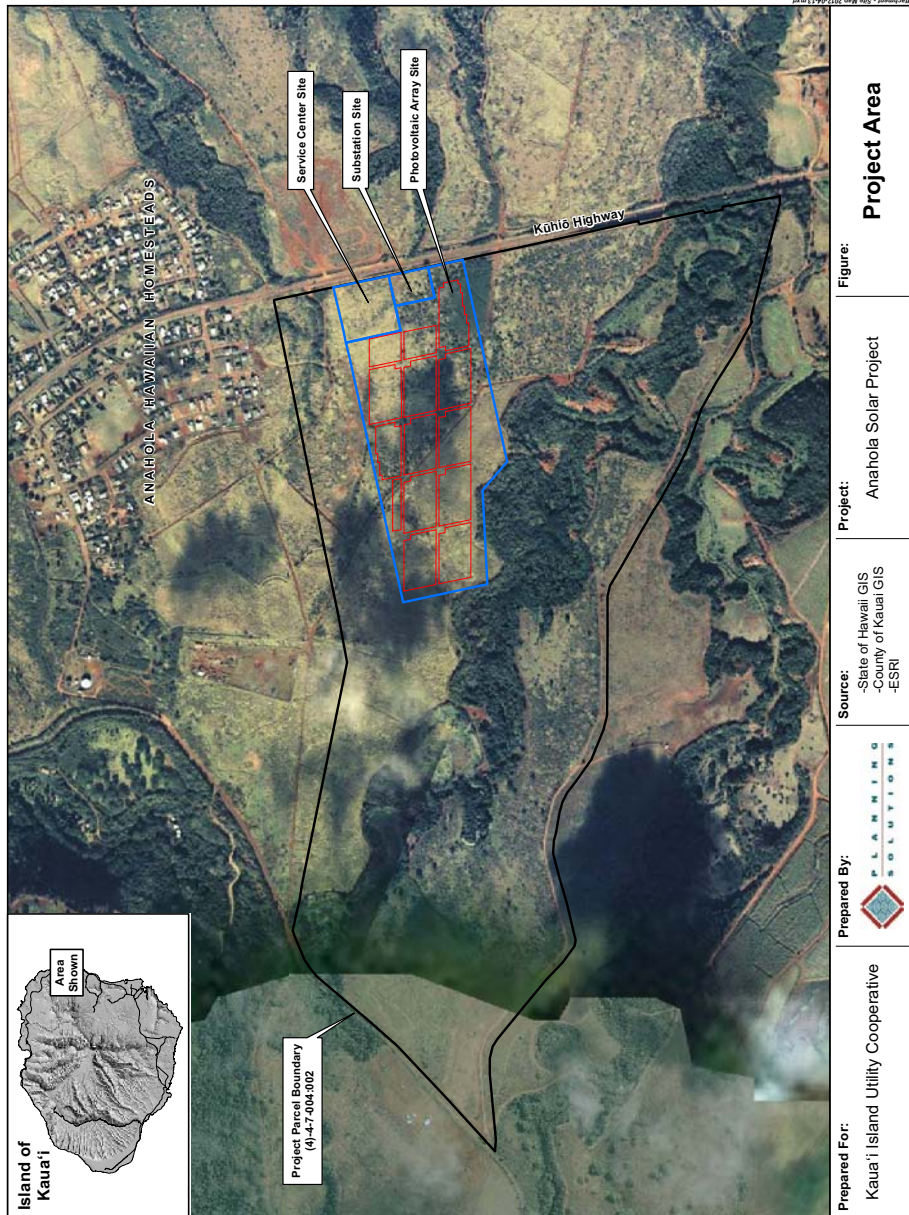 Island of
Kauaʻi
Area
Shown
ANAHOLA HAWAIIAN HOMESTEADS
Service Center Site
Substation Site
Photovoltaic Array Site
Kūhiō Highway
Project Parcel Boundary
(4)-4-7-004:002
Prepared For:
Kauaʻi Island Utility Cooperative
Prepared By:
PLANNING
SOLUTIONS
Source:
-State of Hawaii GIS
-County of Kauai GIS
-ESRI
Project:
Anahola Solar Project
Figure:
Project Area